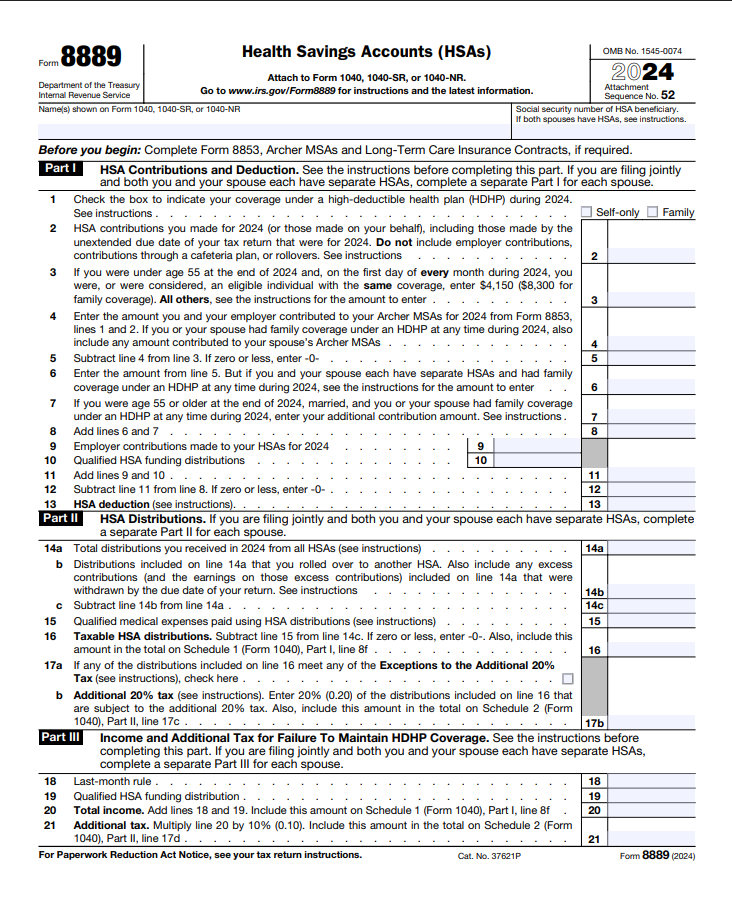 Form 8889
Department of the Treasury
Internal Revenue Service
Health Savings Accounts (HSAs)
Attach to Form 1040, 1040-SR, or 1040-NR.
Go to www.irs.gov/Form8889 for instructions and the latest information.
OMB No. 1545-0074
2024
Attachment
Sequence No. 52
Name(s) shown on Form 1040, 1040-SR, or 1040-NR
Social security number of HSA beneficiary.
If both spouses have HSAs, see instructions.
Before you begin: Complete Form 8853, Archer MSAs and Long-Term Care Insurance Contracts, if required.
Part I HSA Contributions and Deduction. See the instructions before completing this part. If you are filing jointly
and both you and your spouse each have separate HSAs, complete a separate Part I for each spouse.
1 Check the box to indicate your coverage under a high-deductible health plan (HDHP) during 2024.
See instructions . . . . . . . . . . . . . . . . . . . . . . . . . . . . . Self-only Family
2 HSA contributions you made for 2024 (or those made on your behalf), including those made by the
unextended due date of your tax return that were for 2024. Do not include employer contributions,
contributions through a cafeteria plan, or rollovers. See instructions . . . . . . . . . . 2
3 If you were under age 55 at the end of 2024 and, on the first day of every month during 2024, you
were, or were considered, an eligible individual with the same coverage, enter $4,150 ($8,300 for
family coverage). All others, see the instructions for the amount to enter . . . . . . . . . 3
4 Enter the amount you and your employer contributed to your Archer MSAs for 2024 from Form 8853,
lines 1 and 2. If you or your spouse had family coverage under an HDHP at any time during 2024, also
include any amount contributed to your spouse's Archer MSAs . . . . . . . . . . . 4
5 Subtract line 4 from line 3. If zero or less, enter -0- . . . . . . . . . . . . . . . . 5
6 Enter the amount from line 5. But if you and your spouse each have separate HSAs and had family
coverage under an HDHP at any time during 2024, see the instructions for the amount to enter . . 6
7 If you were age 55 or older at the end of 2024, married, and you or your spouse had family coverage
under an HDHP at any time during 2024, enter your additional contribution amount. See instructions . 7
8 Add lines 6 and 7 . . . . . . . . . . . . . . . . . . . . . . . . . . 8
9 Employer contributions made to your HSAs for 2024 . . . . . . . . 9
10 Qualified HSA funding distributions . . . . . . . . . . . . 10
11 Add lines 9 and 10 . . . . . . . . . . . . . . . . . . . . . . . . . . 11
12 Subtract line 11 from line 8. If zero or less, enter -0- . . . . . . . . . . . . . . . . 12
13 HSA deduction (see instructions). . . . . . . . . . . . . . . . . . . . . . 13
Part II HSA Distributions. If you are filing jointly and both you and your spouse each have separate HSAs, complete
a separate Part II for each spouse.
14a Total distributions you received in 2024 from all HSAs (see instructions) . . . . . . . . . 14a
b Distributions included on line 14a that you rolled over to another HSA. Also include any excess
contributions (and the earnings on those excess contributions) included on line 14a that were
withdrawn by the due date of your return. See instructions . . . . . . . . . . . . . . 14b
c Subtract line 14b from line 14a . . . . . . . . . . . . . . . . . . . . . . . 14c
15 Qualified medical expenses paid using HSA distributions (see instructions) . . . . . . . . . 15
16 Taxable HSA distributions. Subtract line 15 from line 14c. If zero or less, enter -0-. Also, include this
amount in the total on Schedule 1 (Form 1040), Part I, line 8f . . . . . . . . . . . . . 16
17a If any of the distributions included on line 16 meet any of the Exceptions to the Additional 20%
Tax (see instructions), check here . . . . . . . . . . . . . . . . . . . . . .
b Additional 20% tax (see instructions). Enter 20% (0.20) of the distributions included on line 16 that
are subject to the additional 20% tax. Also, include this amount in the total on Schedule 2 (Form
1040), Part II, line 17c . . . . . . . . . . . . . . . . . . . . . . . . . 17b
Part III Income and Additional Tax for Failure To Maintain HDHP Coverage. See the instructions before
completing this part. If you are filing jointly and both you and your spouse each have separate HSAs,
complete a separate Part III for each spouse.
18 Last-month rule . . . . . . . . . . . . . . . . . . . . . . . . . . . 18
19 Qualified HSA funding distribution . . . . . . . . . . . . . . . . . . . . . . 19
20 Total income. Add lines 18 and 19. Include this amount on Schedule 1 (Form 1040), Part I, line 8f . 20
21 Additional tax. Multiply line 20 by 10% (0.10). Include this amount in the total on Schedule 2 (Form
1040), Part II, line 17d . . . . . . . . . . . . . . . . . . . . . . . . . 21
For Paperwork Reduction Act Notice, see your tax return instructions. Cat. No. 37621P Form 8889 (2024)